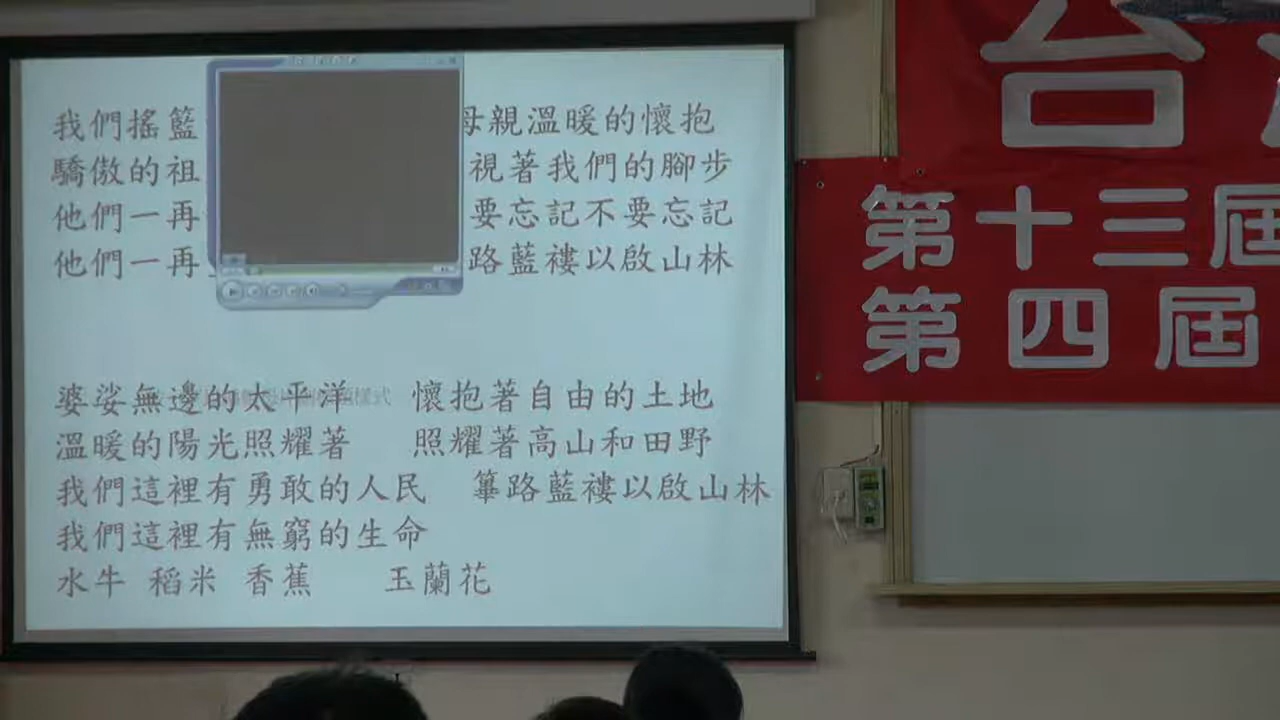 我們搖籃 母親溫暖的懷抱
驕傲的祖 視著我們的腳步
他們一再 要忘記不要忘記
他們一再 路藍褸以啟山林
婆娑無邊的太平洋 懷抱著自由的土地
溫暖的陽光照耀著 照耀著高山和田野
我們這裡有勇敢的人民 篳路藍褸以啟山林
我們這裡有無窮的生命
水牛 稻米 香蕉 玉蘭花
台
第十三屆
第四屆